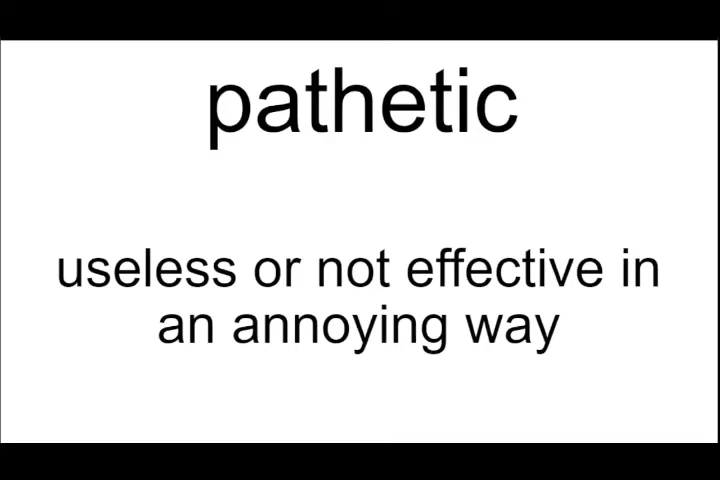 pathetic
useless or not effective in
an annoying way